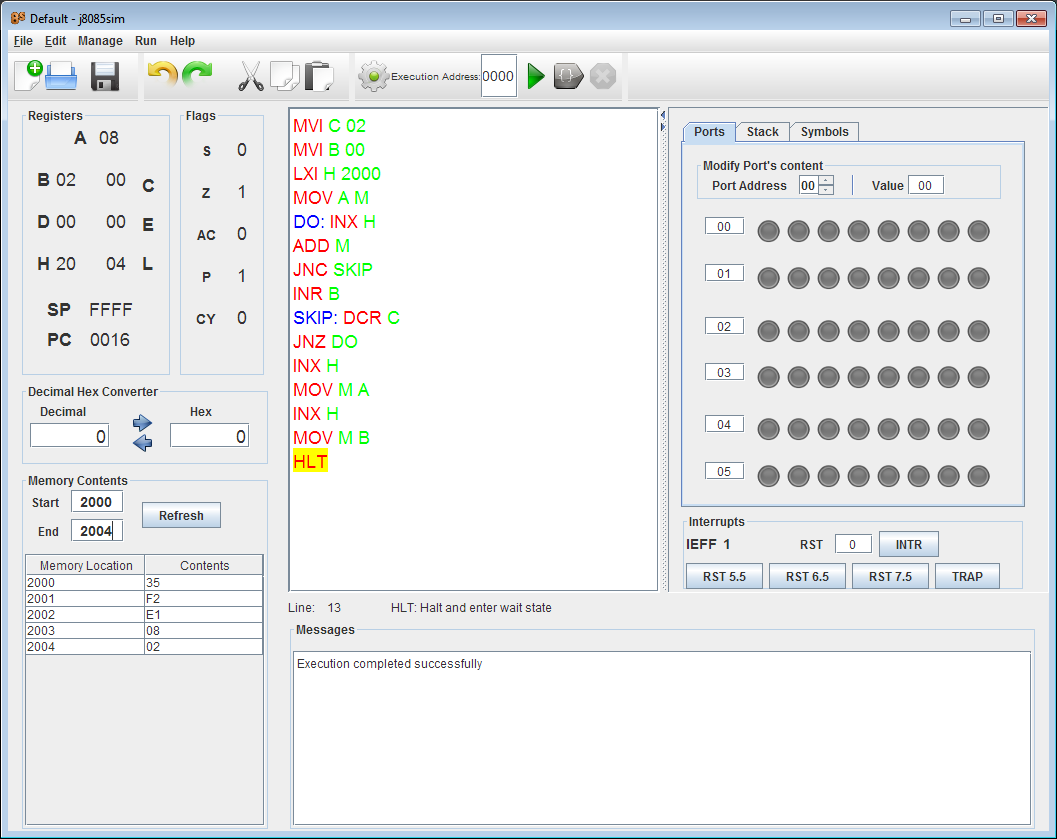 Default - j8085sim
File Edit Manage Run Help
Execution Address: 0000
Registers
A 08
B 02 00 C
D 00 00 E
H 20 04 L
SP FFFF
PC 0016
Flags
S 0
Z 1
AC 0
P 1
CY 0
Decimal Hex Converter
Decimal Hex
0 0
Memory Contents
Start 2000
End 2004
Refresh
Memory Location Contents
2000 35
2001 F2
2002 E1
2003 08
2004 02
MVI C 02
MVI B 00
LXI H 2000
MOV A M
DO: INX H
ADD M
JNC SKIP
INR B
SKIP: DCR C
JNZ DO
INX H
MOV M A
INX H
MOV M B
HLT
Line: 13 HLT: Halt and enter wait state
Messages
Execution completed successfully
Ports Stack Symbols
Modify Port's content
Port Address 00 Value 00
00
01
02
03
04
05
Interrupts
IEFF 1 RST 0 INTR
RST 5.5 RST 6.5 RST 7.5 TRAP